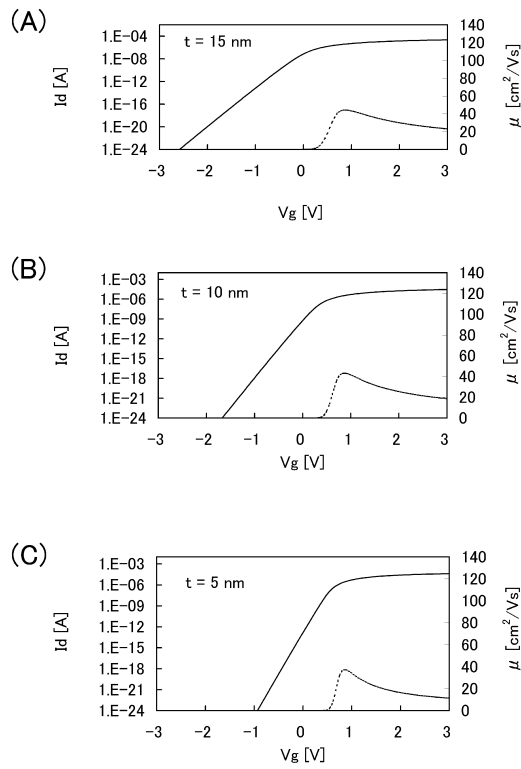 (A)
t = 15 nm
Id [A]
1.E-04
1.E-08
1.E-12
1.E-16
1.E-20
1.E-24
140
120
100
80
60
40
20
0
μ [cm²/Vs]
-3 -2 -1 0 1 2 3
Vg [V]
(B)
t = 10 nm
Id [A]
1.E-03
1.E-06
1.E-09
1.E-12
1.E-15
1.E-18
1.E-21
1.E-24
140
120
100
80
60
40
20
0
μ [cm²/Vs]
-3 -2 -1 0 1 2 3
Vg [V]
(C)
t = 5 nm
Id [A]
1.E-03
1.E-06
1.E-09
1.E-12
1.E-15
1.E-18
1.E-21
1.E-24
140
120
100
80
60
40
20
0
μ [cm²/Vs]
-3 -2 -1 0 1 2 3
Vg [V]